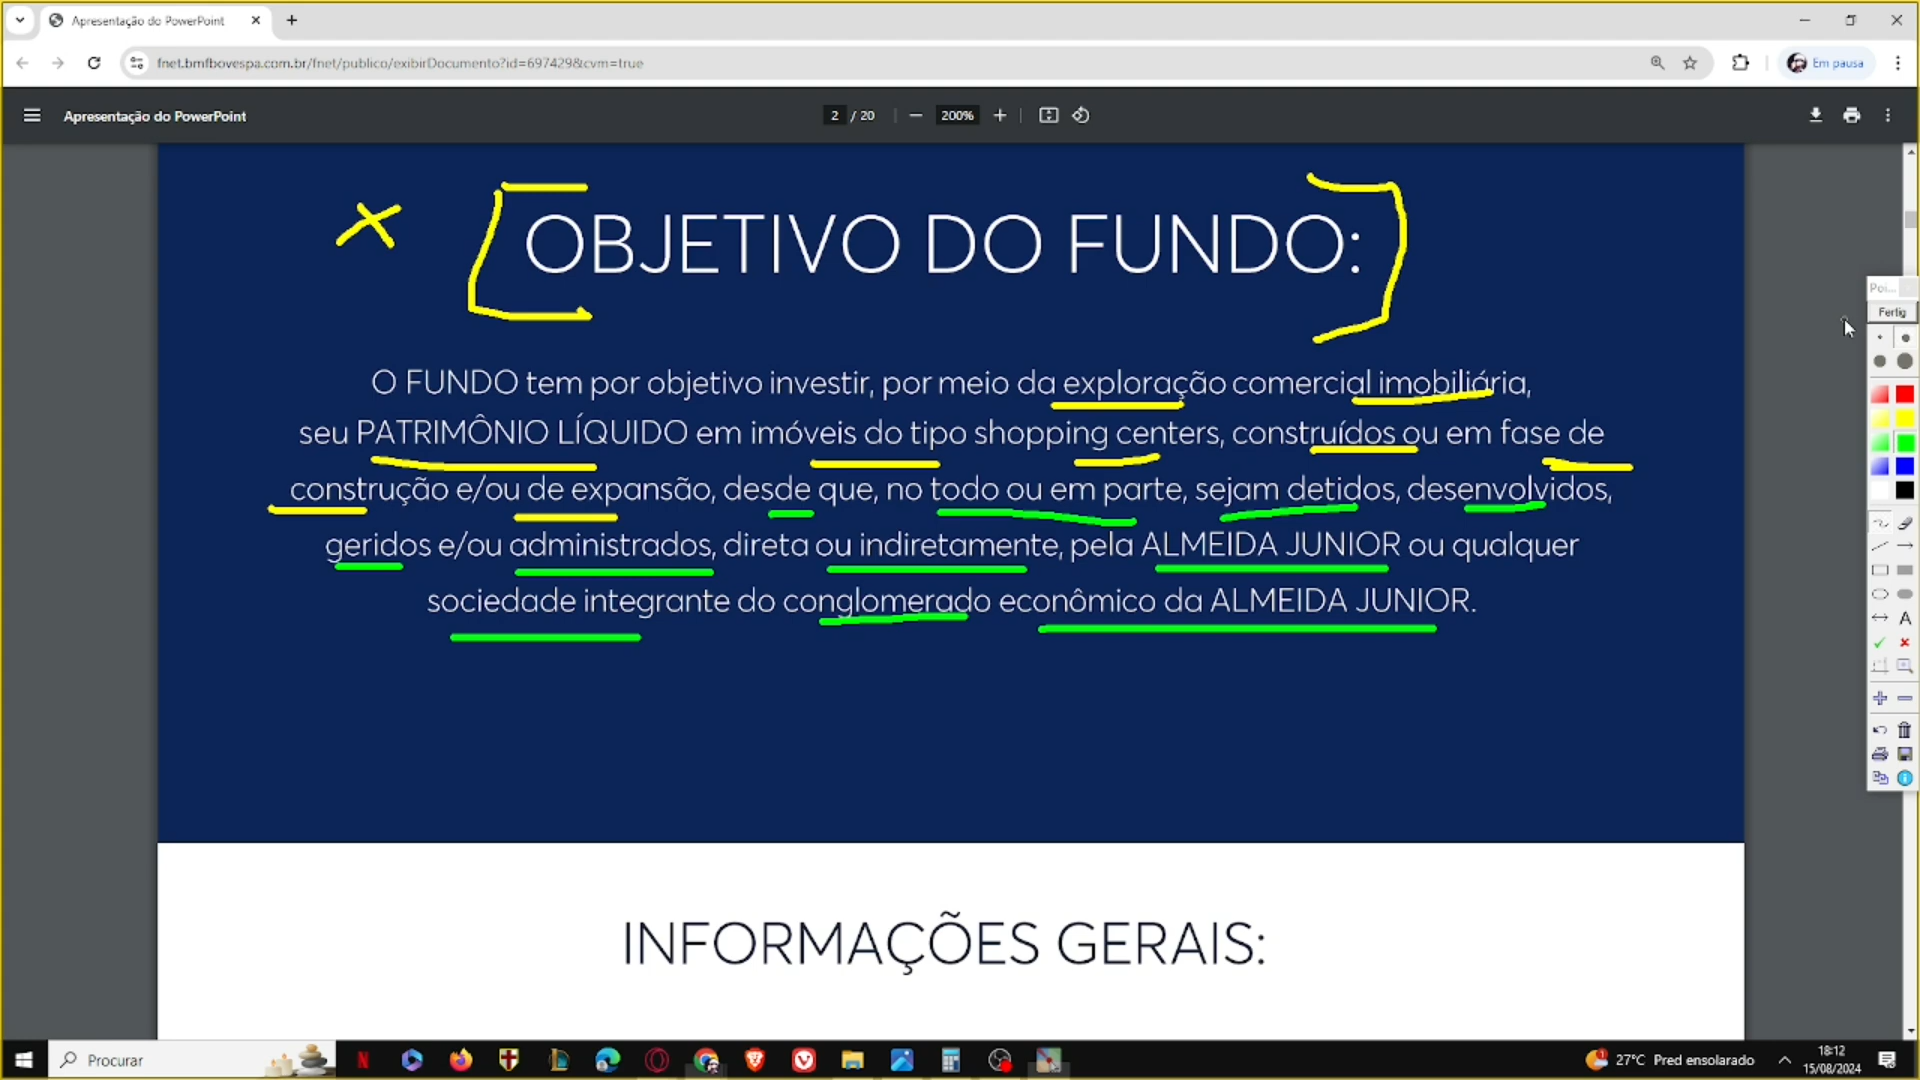 Apresentação do PowerPoint
fnet.bmfbovespa.com.br/fnet/publico/exibirDocumento?id=697429&cvm=true
Em pausa
Apresentação do PowerPoint
2 / 20
200%
OBJETIVO DO FUNDO:
Poi...
Fertig
O FUNDO tem por objetivo investir, por meio da exploração comercial imobiliária,
seu PATRIMÔNIO LÍQUIDO em imóveis do tipo shopping centers, construídos ou em fase de
construção e/ou de expansão, desde que, no todo ou em parte, sejam detidos, desenvolvidos,
geridos e/ou administrados, direta ou indiretamente, pela ALMEIDA JUNIOR ou qualquer
sociedade integrante do conglomerado econômico da ALMEIDA JUNIOR.
A
INFORMAÇÕES GERAIS:
Procurar
27°C Pred ensolarado
18:12
15/08/2024